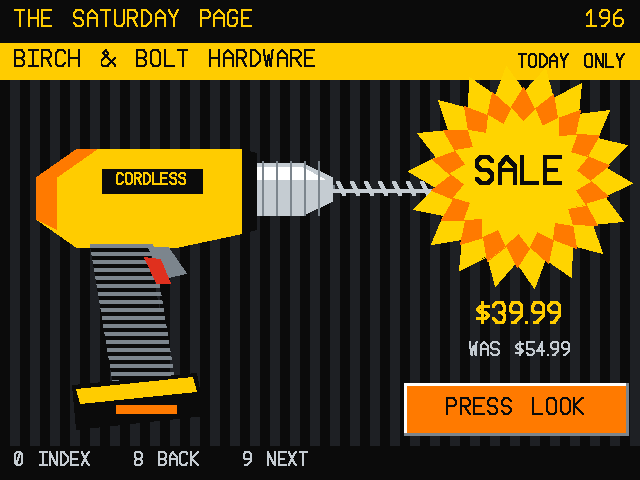 THE SATURDAY PAGE 196
BIRCH & BOLT HARDWARE TODAY ONLY
CORDLESS
SALE
$39.99
WAS $54.99
PRESS LOOK
0 INDEX 8 BACK 9 NEXT